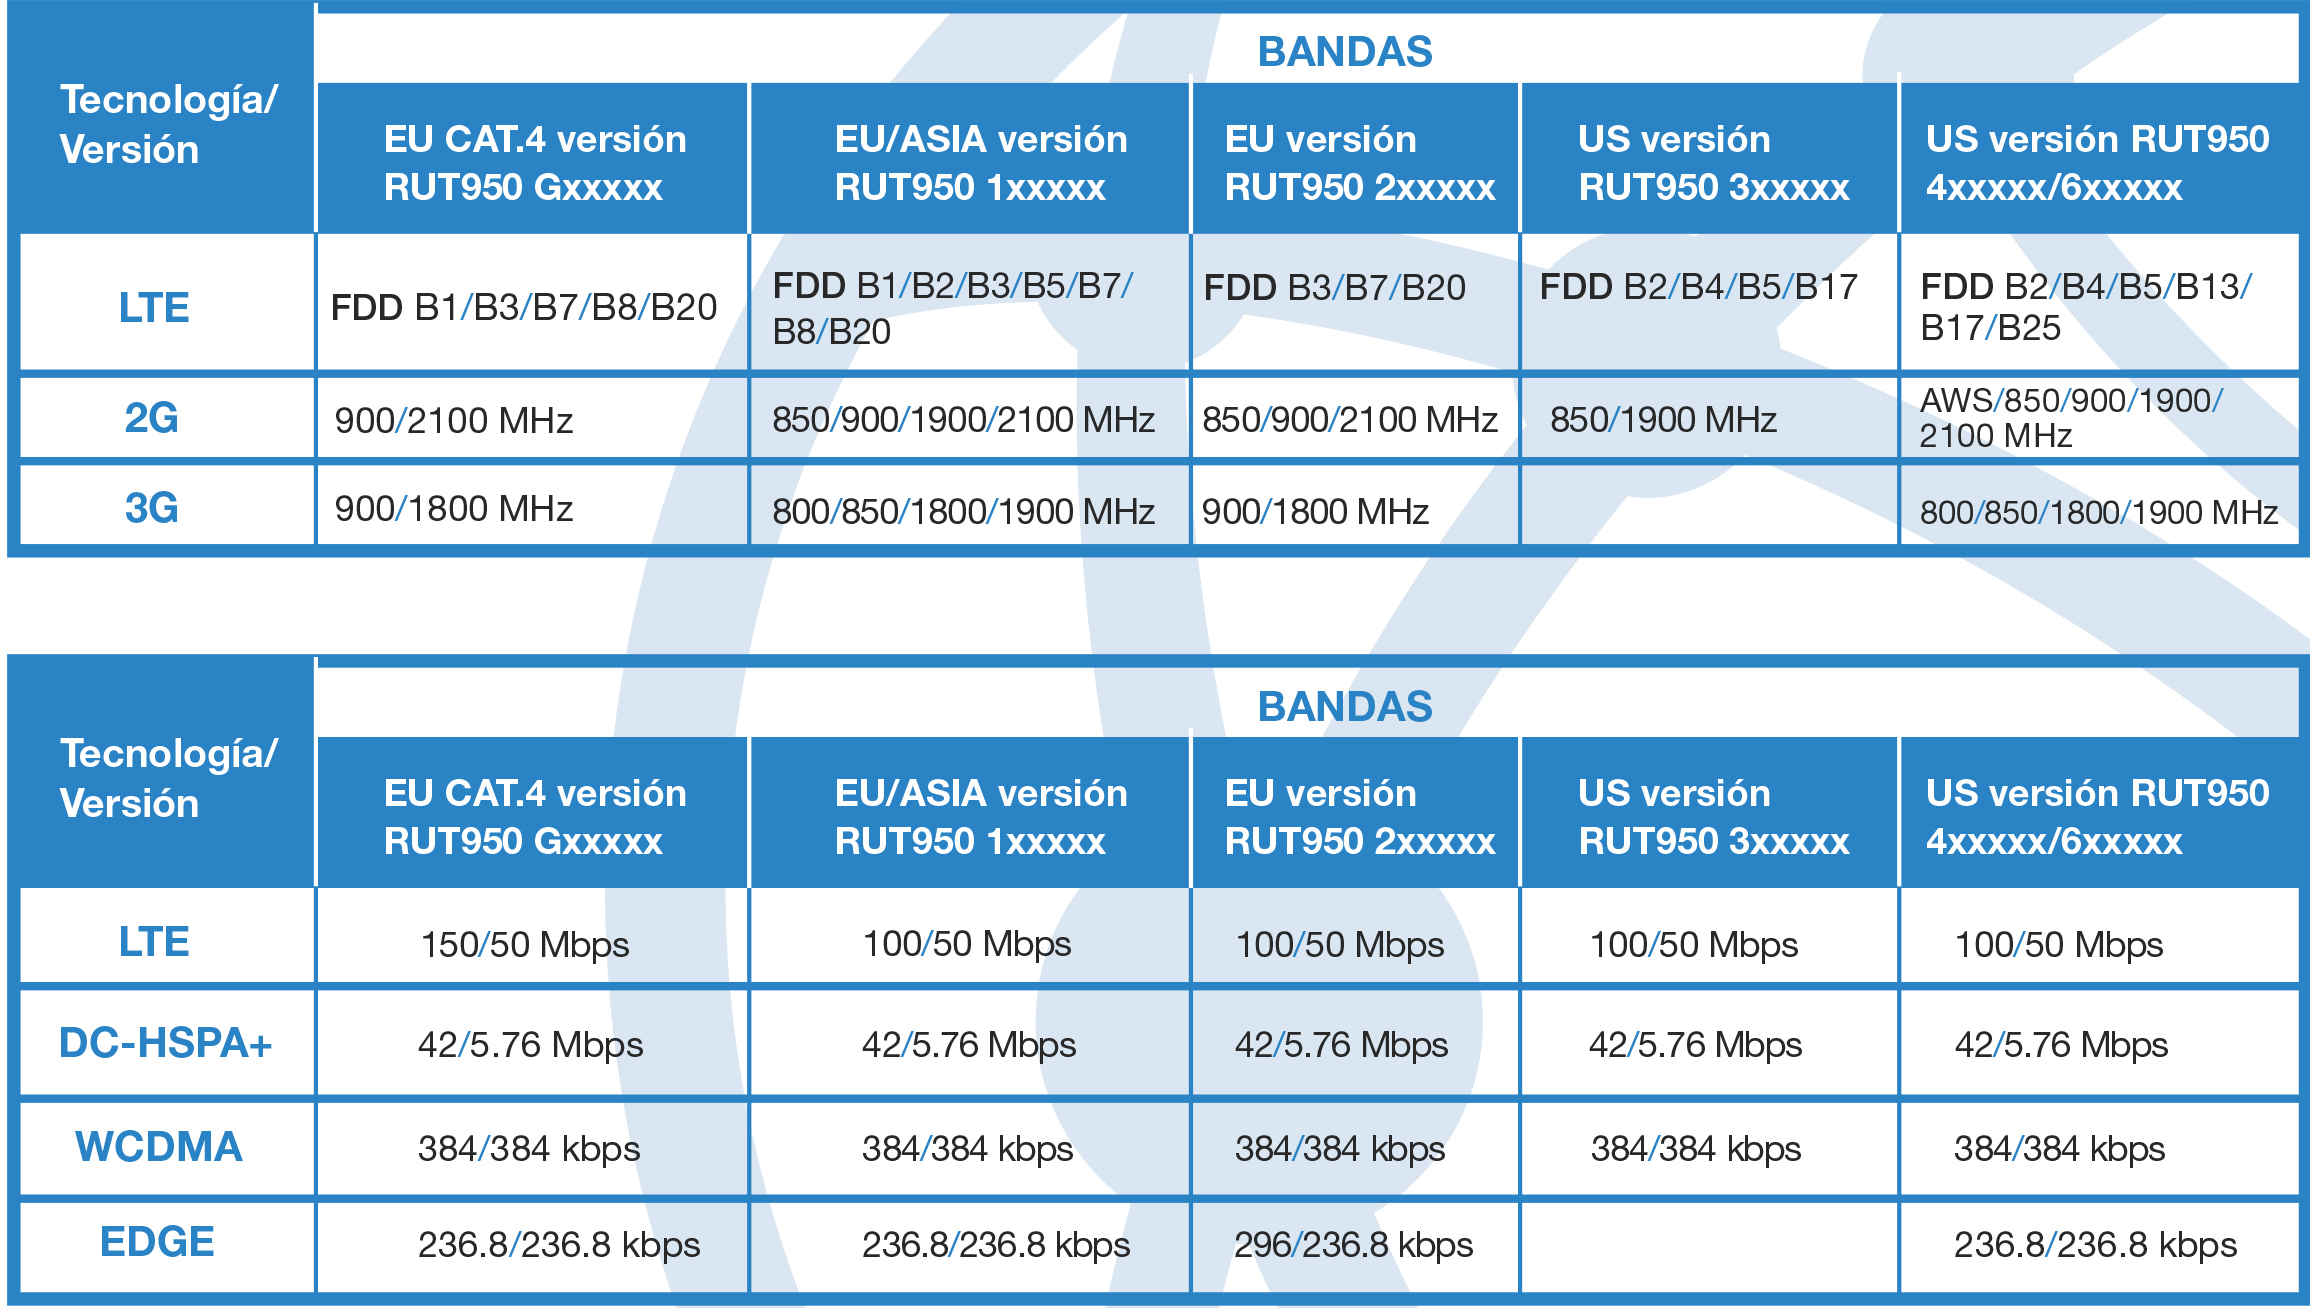 Tecnología/
Versión
BANDAS
EU CAT.4 versión
RUT950 Gxxxxx
EU/ASIA versión
RUT950 1xxxxx
EU versión
RUT950 2xxxxx
US versión
RUT950 3xxxxx
US versión RUT950
4xxxxx/6xxxxx
LTE
FDD B1/B3/B7/B8/B20
FDD B1/B2/B3/B5/B7/
B8/B20
FDD B3/B7/B20
FDD B2/B4/B5/B17
FDD B2/B4/B5/B13/
B17/B25
2G
900/2100 MHz
850/900/1900/2100 MHz
850/900/2100 MHz
850/1900 MHz
AWS/850/900/1900/
2100 MHz
3G
900/1800 MHz
800/850/1800/1900 MHz
900/1800 MHz
800/850/1800/1900 MHz
Tecnología/
Versión
BANDAS
EU CAT.4 versión
RUT950 Gxxxxx
EU/ASIA versión
RUT950 1xxxxx
EU versión
RUT950 2xxxxx
US versión
RUT950 3xxxxx
US versión RUT950
4xxxxx/6xxxxx
LTE
150/50 Mbps
100/50 Mbps
100/50 Mbps
100/50 Mbps
100/50 Mbps
DC-HSPA+
42/5.76 Mbps
42/5.76 Mbps
42/5.76 Mbps
42/5.76 Mbps
42/5.76 Mbps
WCDMA
384/384 kbps
384/384 kbps
384/384 kbps
384/384 kbps
384/384 kbps
EDGE
236.8/236.8 kbps
236.8/236.8 kbps
296/236.8 kbps
236.8/236.8 kbps